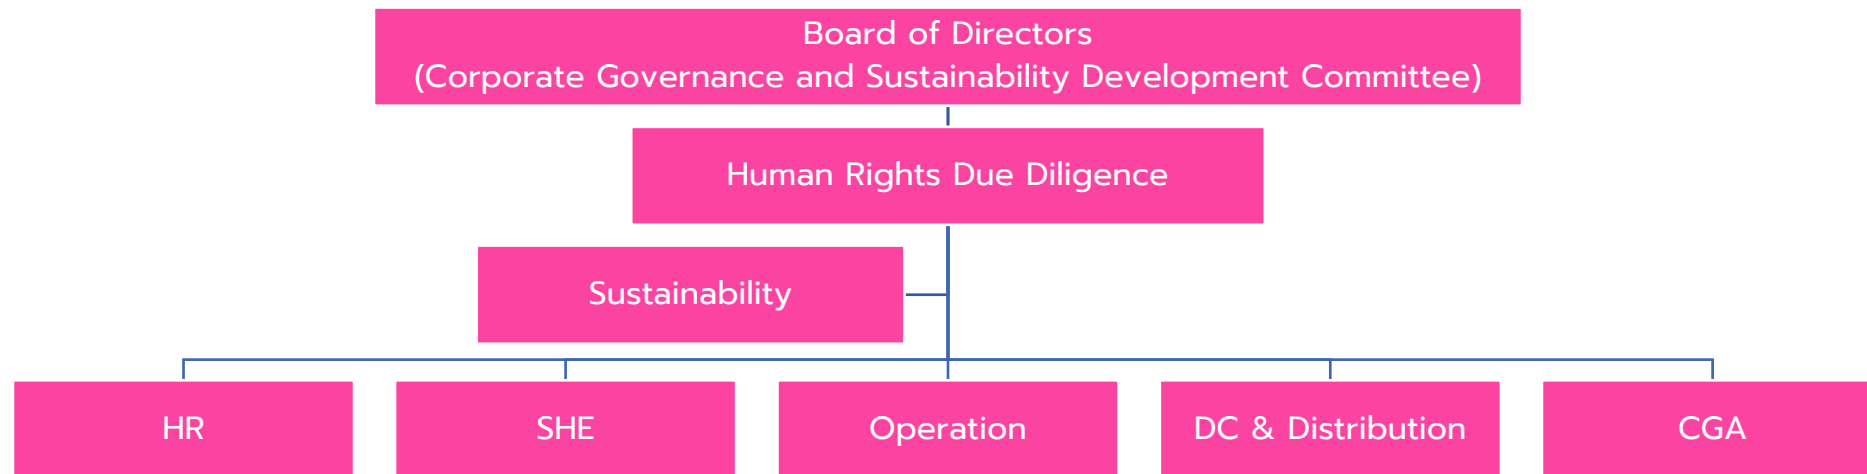 Board of Directors
(Corporate Governance and Sustainability Development Committee)
Human Rights Due Diligence
Sustainability
HR
SHE
Operation
DC & Distribution
CGA